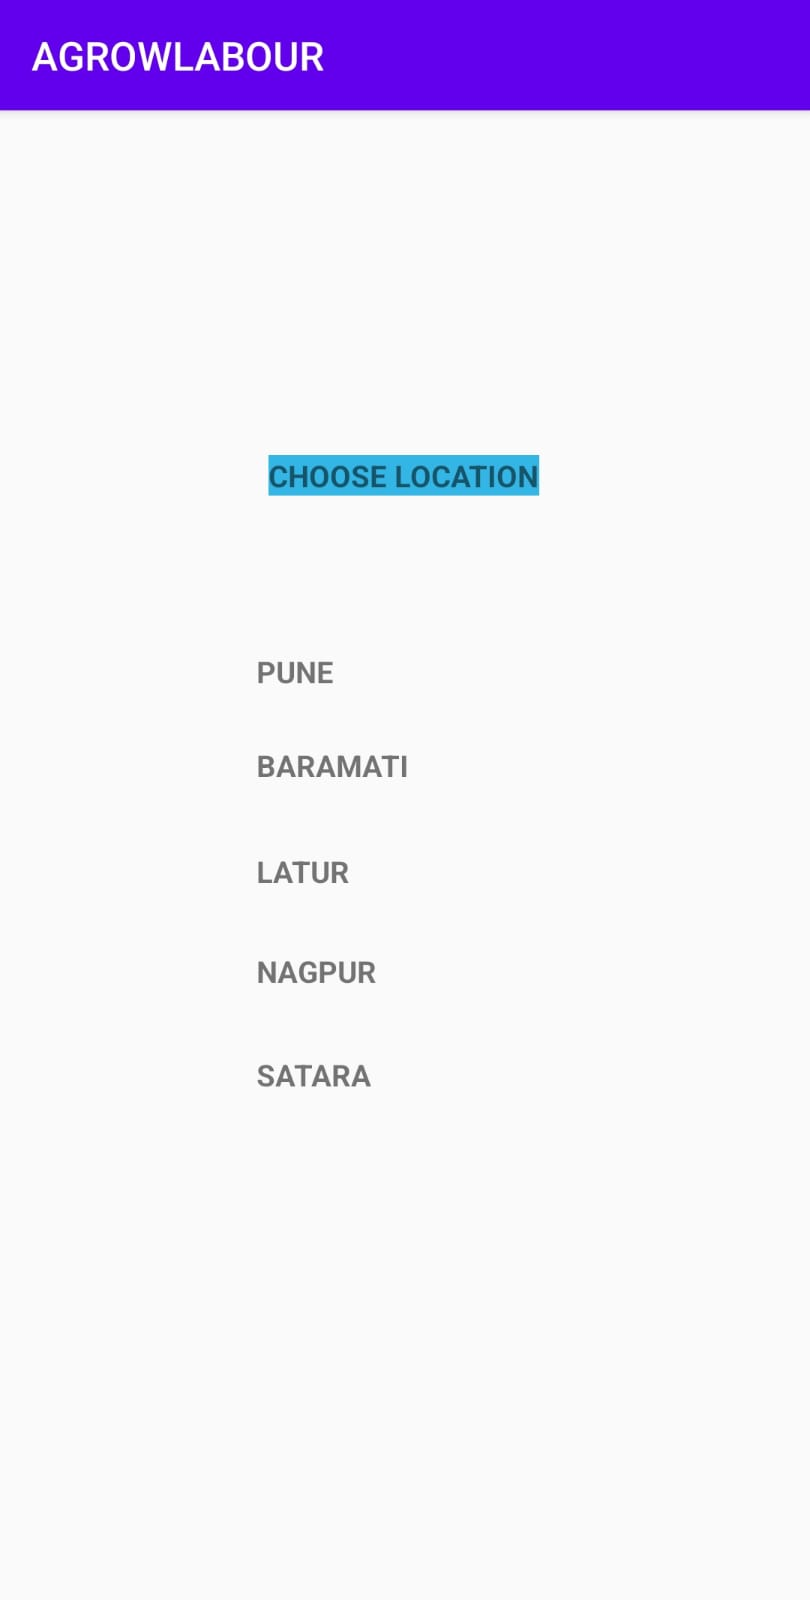 AGROWLABOUR
CHOOSE LOCATION
PUNE
BARAMATI
LATUR
NAGPUR
SATARA